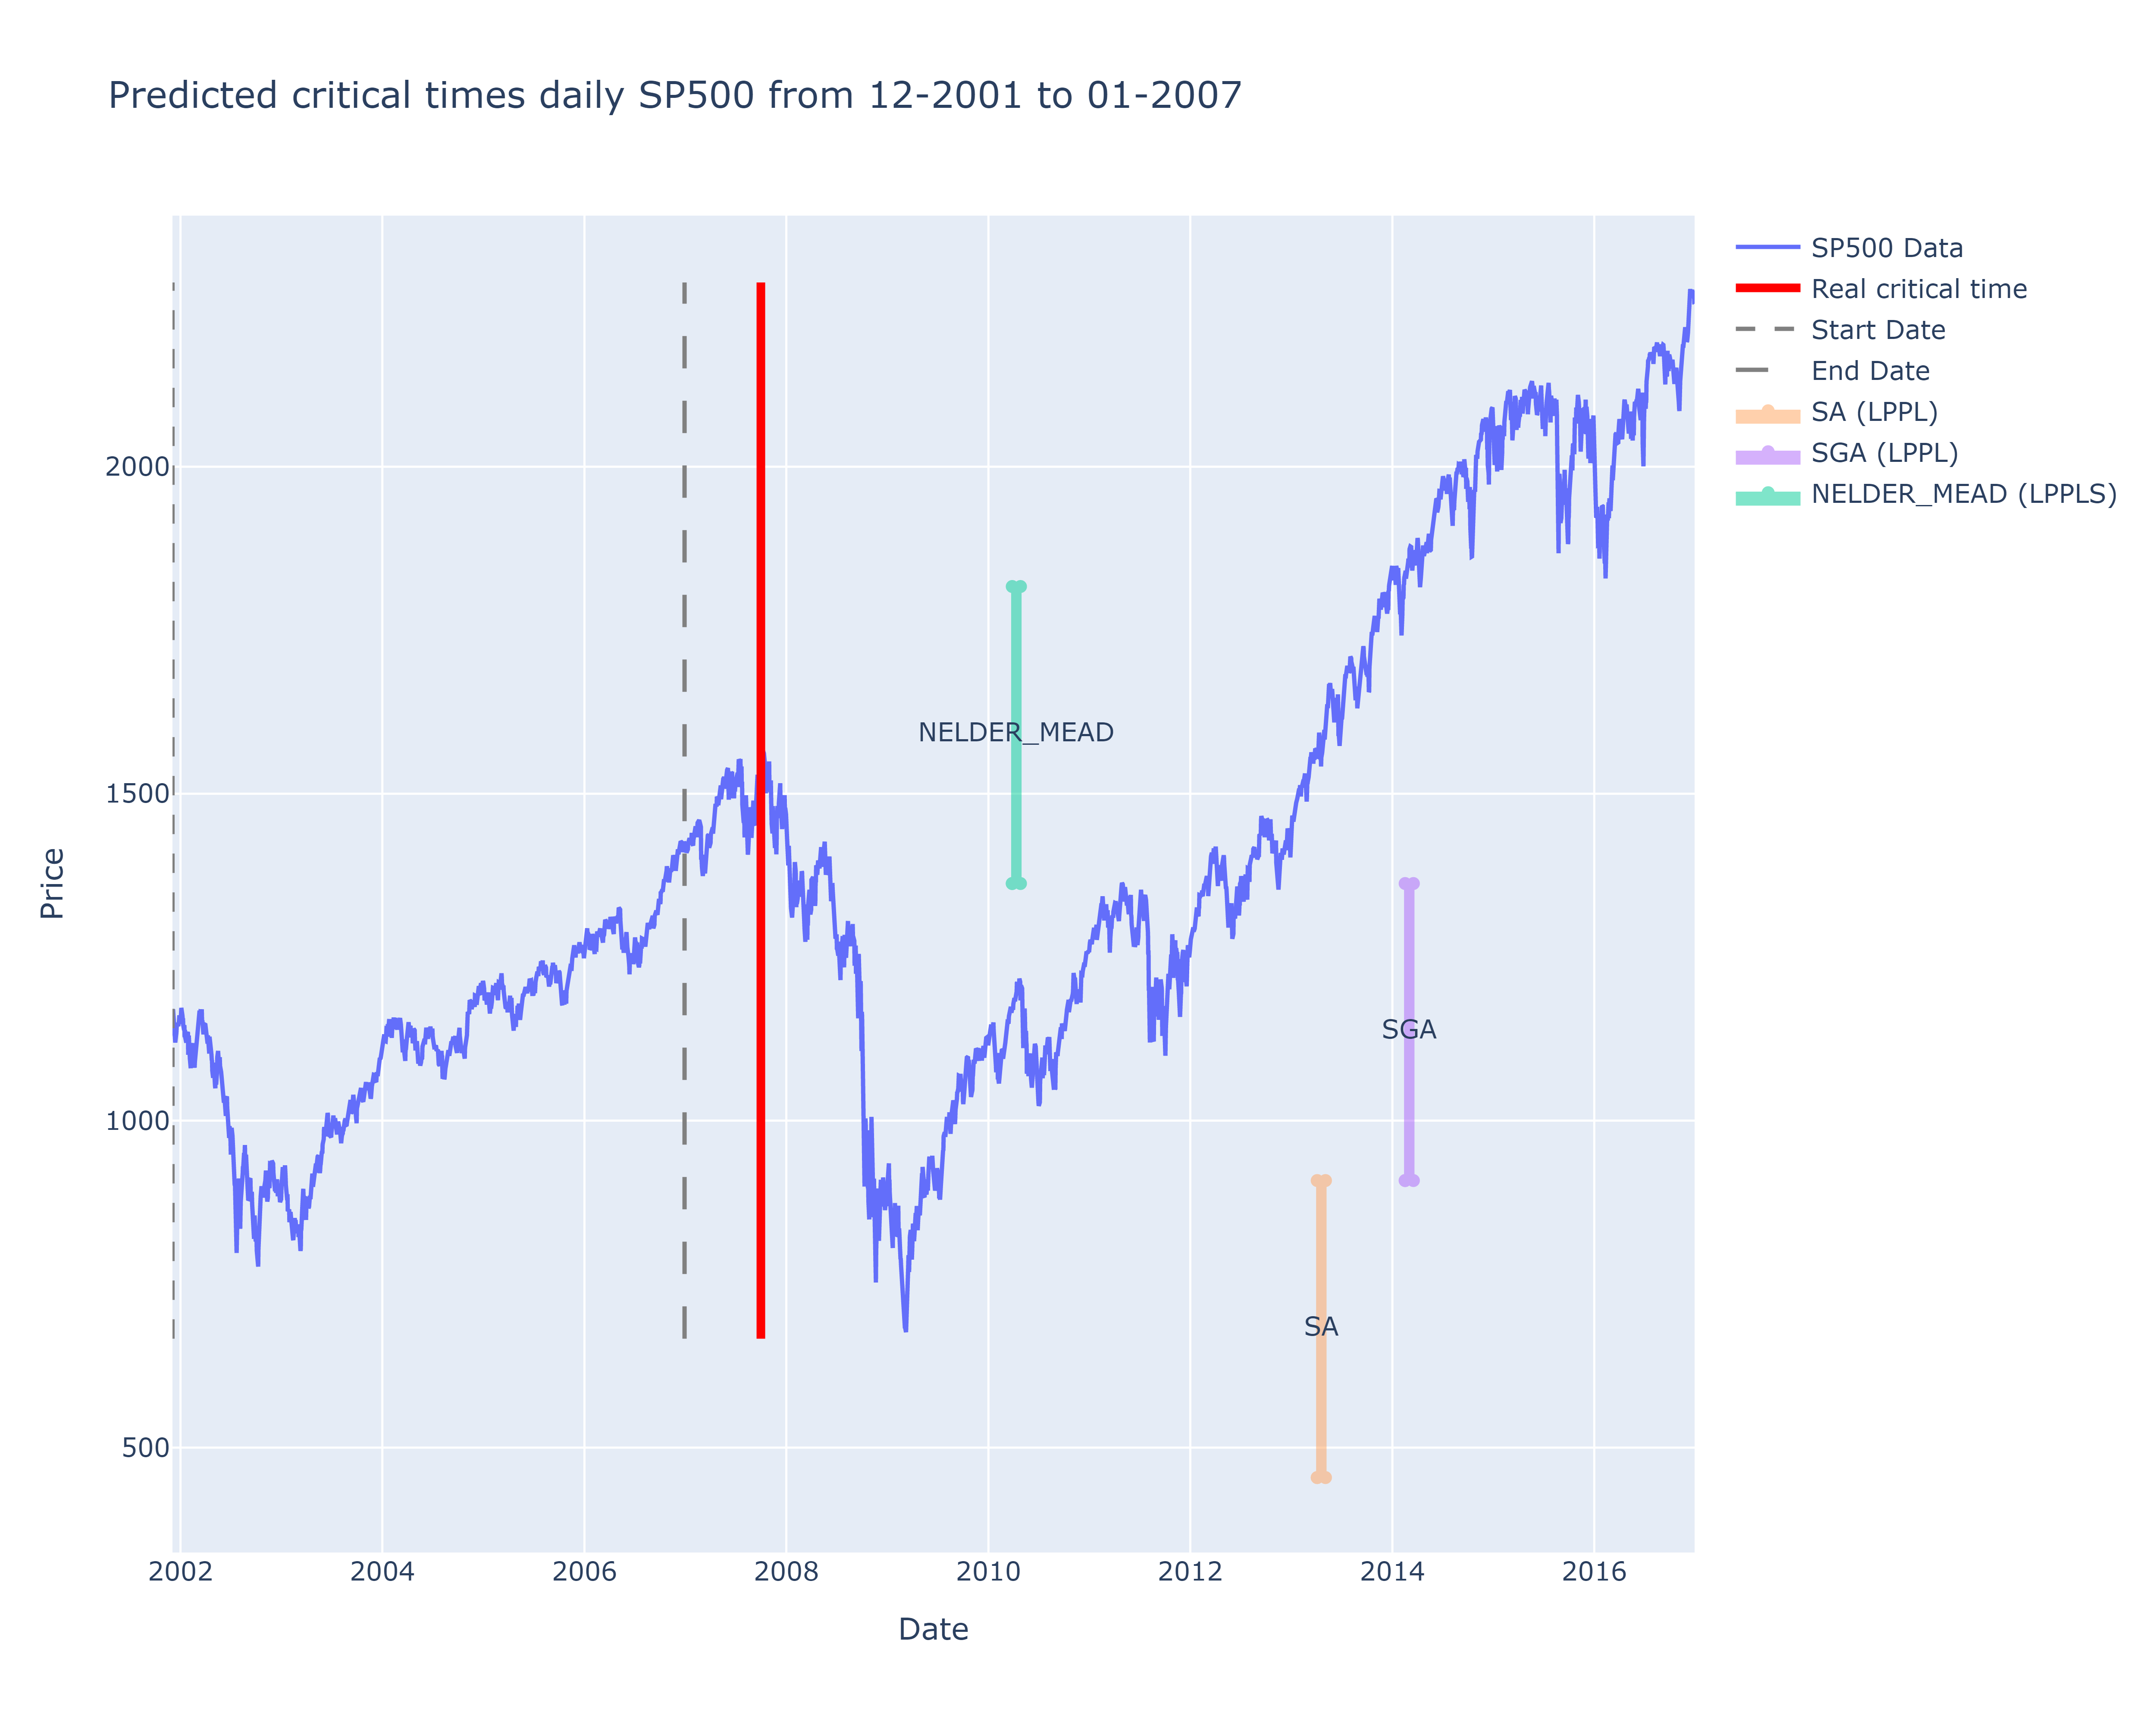 Predicted critical times daily SP500 from 12-2001 to 01-2007
SP500 Data
Real critical time
Start Date
End Date
SA (LPPL)
SGA (LPPL)
NELDER_MEAD (LPPLS)
2000
1500
1000
500
Price
NELDER_MEAD
SGA
SA
2002 2004 2006 2008 2010 2012 2014 2016
Date